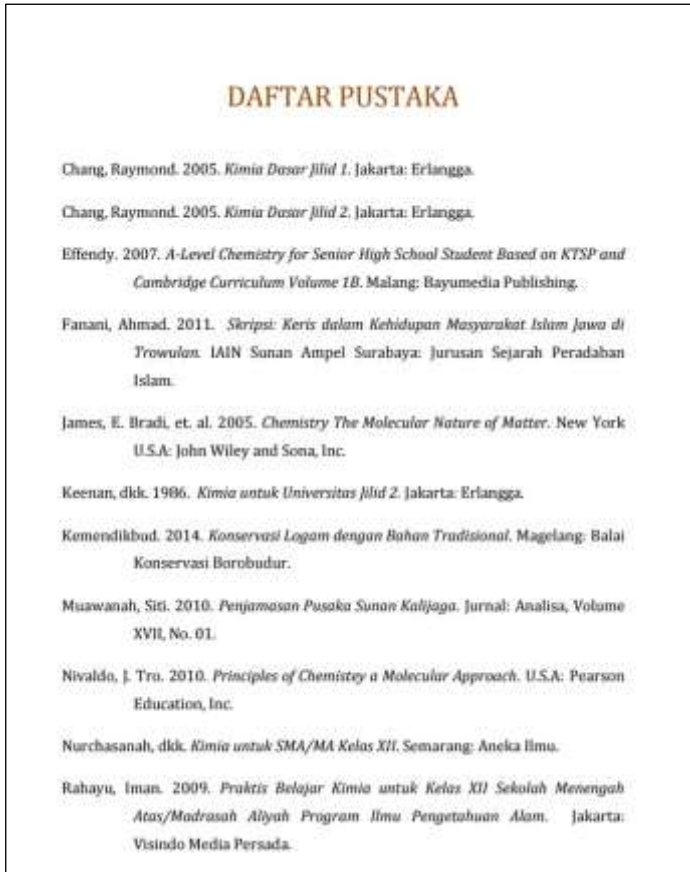 DAFTAR PUSTAKA
Chang, Raymond. 2005. Kimia Dasar Jilid 1. Jakarta: Erlangga.
Chang, Raymond. 2005. Kimia Dasar Jilid 2. Jakarta: Erlangga.
Effendy. 2007. A-Level Chemistry for Senior High School Student Based on KTSP and
Cambridge Curriculum Volume 1B. Malang: Bayumedia Publishing.
Fanani, Ahmad. 2011. Skripsi: Keris dalam Kehidupan Masyarakat Islam Jawa di
Trowulan. IAIN Sunan Ampel Surabaya: Jurusan Sejarah Peradaban
Islam.
James, E. Bradi, et. al. 2005. Chemistry The Molecular Nature of Matter. New York
U.S.A: John Wiley and Sona, Inc.
Keenan, dkk. 1986. Kimia untuk Universitas Jilid 2. Jakarta: Erlangga.
Kemendikbud. 2014. Konservasi Logam dengan Bahan Tradisional. Magelang: Balai
Konservasi Borobudur.
Muawanah, Siti. 2010. Penjamasan Pusaka Sunan Kalijaga. Jurnal: Analisa, Volume
XVII, No. 01.
Nivaldo, J. Tro. 2010. Principles of Chemistey a Molecular Approach. U.S.A: Pearson
Education, Inc.
Nurchasanah, dkk. Kimia untuk SMA/MA Kelas XII. Semarang: Aneka Ilmu.
Rahayu, Iman. 2009. Praktis Belajar Kimia untuk Kelas XII Sekolah Menengah
Atas/Madrasah Aliyah Program Ilmu Pengetahuan Alam. Jakarta:
Visindo Media Persada.